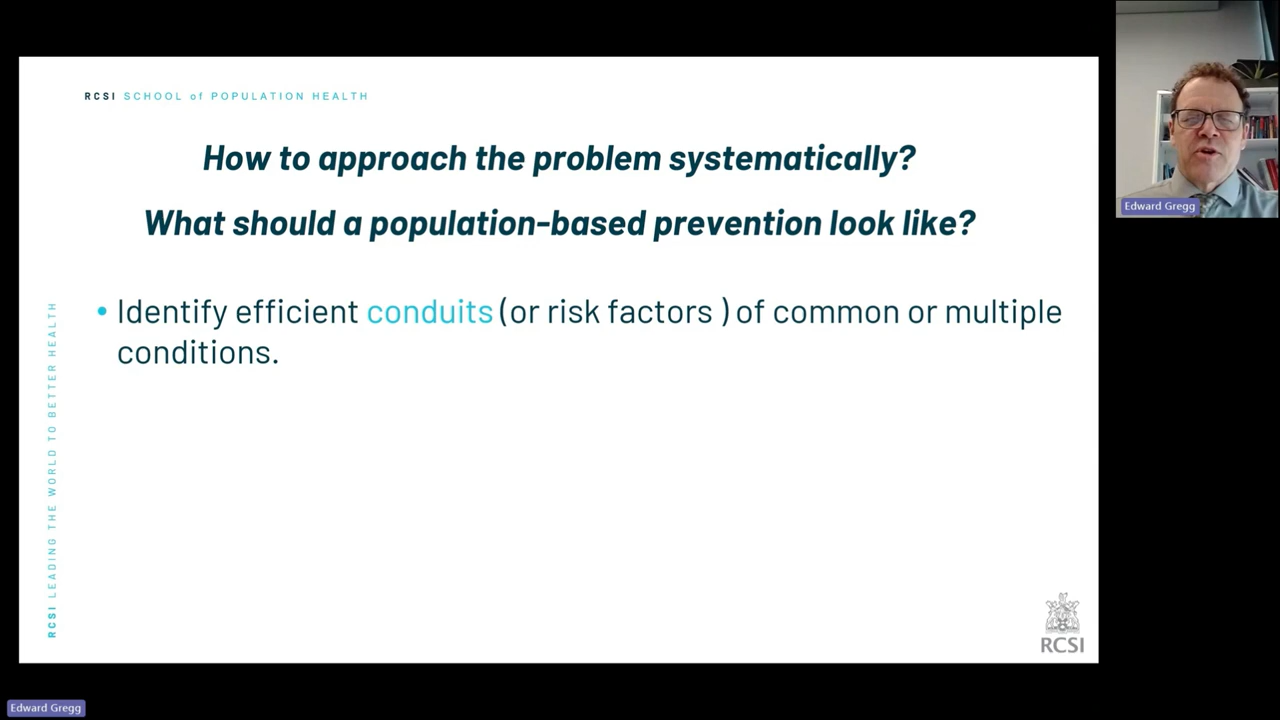 RCSI SCHOOL of POPULATION HEALTH
How to approach the problem systematically?
What should a population-based prevention look like?
• Identify efficient conduits (or risk factors ) of common or multiple
conditions.
RCSI LEADING THE WORLD TO BETTER HEALTH
RCSI
Edward Gregg
Edward Gregg